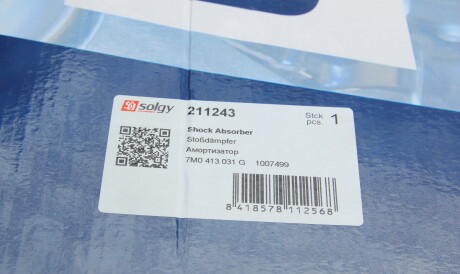 solgy 211243 Stck pcs. 1
Shock Absorber
Stoßdämpfer
Амортизатор
7M0 413 031 G 1007499
8 418578 112568